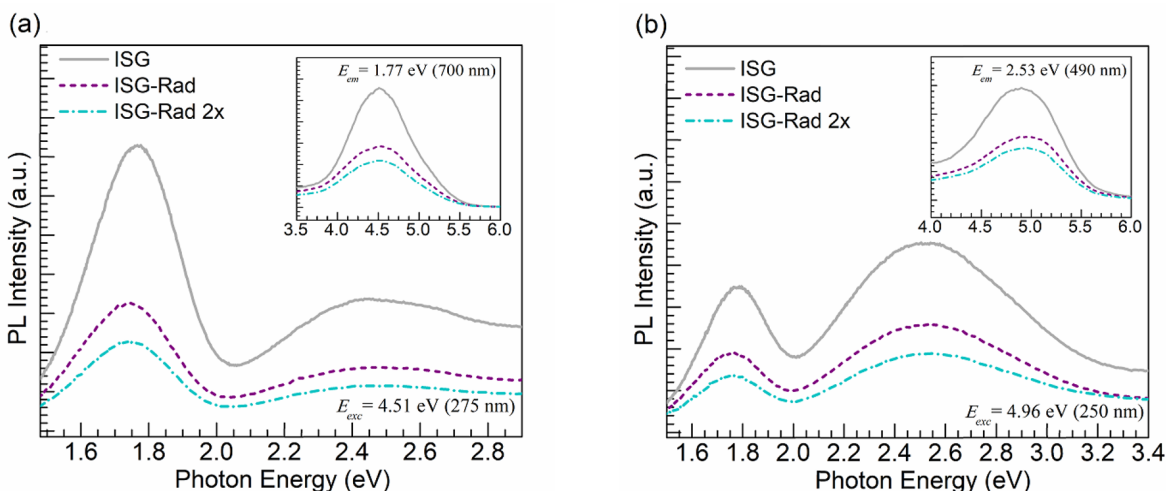 (a)
ISG
ISG-Rad
ISG-Rad 2x
E_em = 1.77 eV (700 nm)
3.5 4.0 4.5 5.0 5.5 6.0
PL Intensity (a.u.)
E_exc = 4.51 eV (275 nm)
1.6 1.8 2.0 2.2 2.4 2.6 2.8
Photon Energy (eV)
(b)
ISG
ISG-Rad
ISG-Rad 2x
E_em = 2.53 eV (490 nm)
4.0 4.5 5.0 5.5 6.0
PL Intensity (a.u.)
E_exc = 4.96 eV (250 nm)
1.6 1.8 2.0 2.2 2.4 2.6 2.8 3.0 3.2 3.4
Photon Energy (eV)